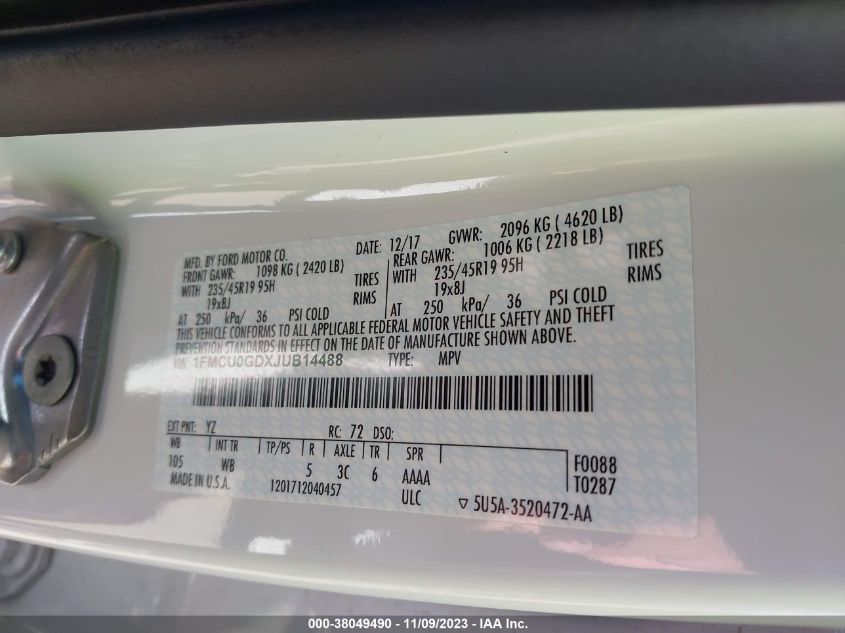 MFD. BY FORD MOTOR CO. DATE: 12/17 GVWR: 2096 KG ( 4620 LB)
FRONT GAWR: 1098 KG ( 2420 LB) REAR GAWR: 1006 KG ( 2218 LB)
WITH 235/45R19 95H TIRES WITH 235/45R19 95H TIRES
19x8J RIMS 19x8J RIMS
AT 250 kPa/ 36 PSI COLD AT 250 kPa/ 36 PSI COLD
THIS VEHICLE CONFORMS TO ALL APPLICABLE FEDERAL MOTOR VEHICLE SAFETY AND THEFT
PREVENTION STANDARDS IN EFFECT ON THE DATE OF MANUFACTURE SHOWN ABOVE.
VIN: 1FMCU0GDXJUB14488 TYPE: MPV
EXT PNT: YZ RC: 72 DSO:
WB INT TR TP/PS R AXLE TR SPR
105 WB 5 3C 6 AAAA F0088
MADE IN U.S.A. 1201712040457 ULC T0287
▽ 5U5A-3520472-AA
000-38049490 - 11/09/2023 - IAA Inc.